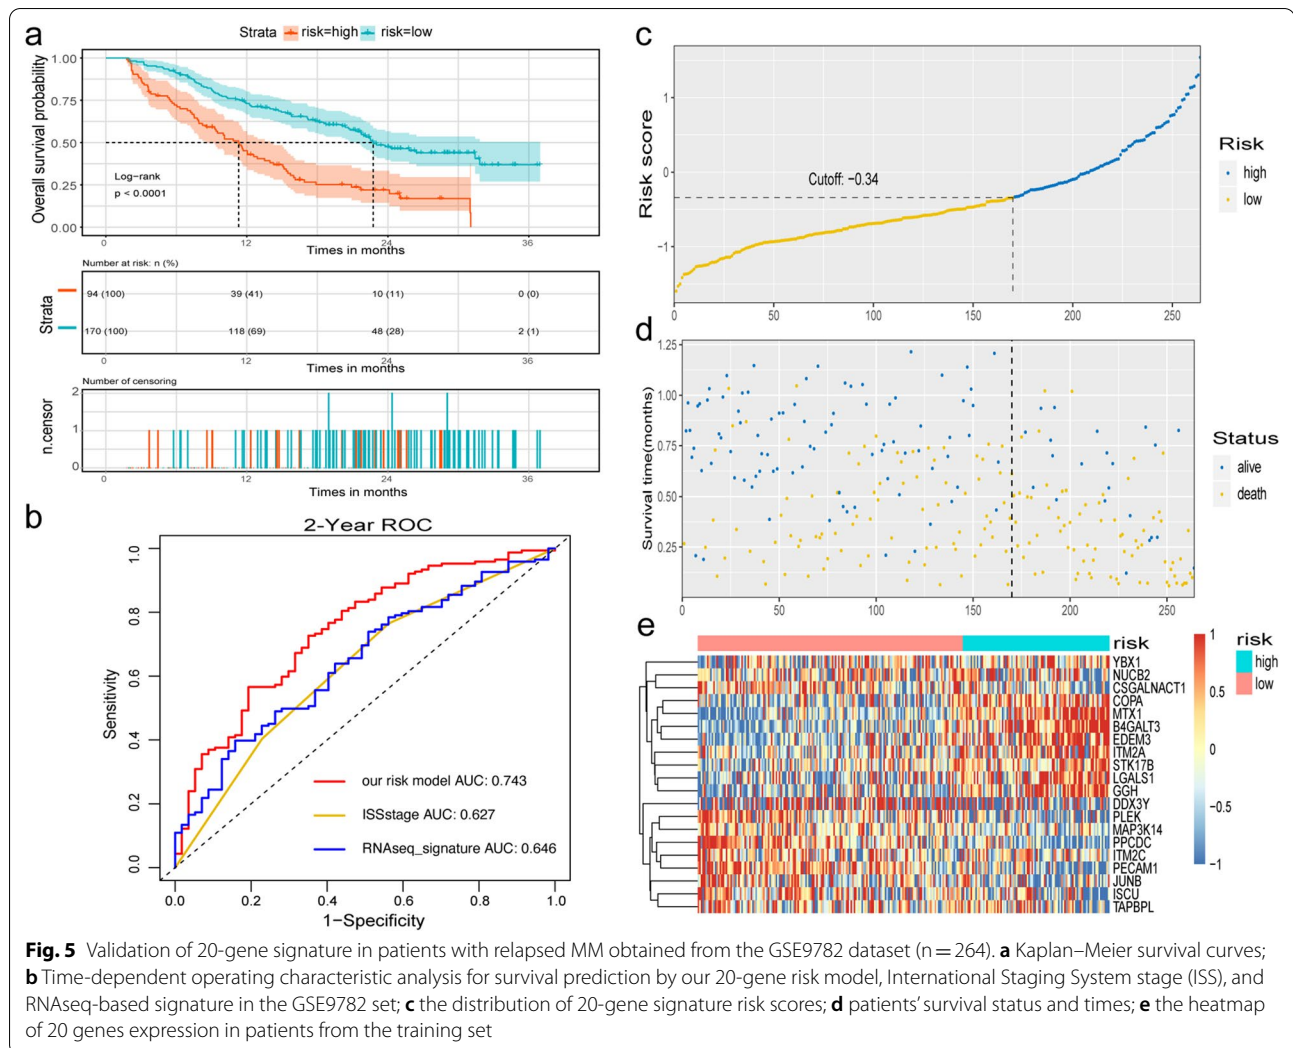 a
Strata risk=high risk=low
Overall survival probability
1.00
0.75
0.50
0.25
0.00
Log-rank
p < 0.0001
0 12 24 36
Times in months
Number at risk: n (%)
Strata
94 (100) 39 (41) 10 (11) 0 (0)
170 (100) 118 (69) 48 (28) 2 (1)
0 12 24 36
Times in months
Number of censoring
n.censor
2
1
0
0 12 24 36
Times in months
b
2-Year ROC
Sensitivity
1.0
0.8
0.6
0.4
0.2
0.0
our risk model AUC: 0.743
ISSstage AUC: 0.627
RNAseq_signature AUC: 0.646
0.0 0.2 0.4 0.6 0.8 1.0
1-Specificity
c
Risk score
1
0
-1
Cutoff: -0.34
0 50 100 150 200 250
Risk
high
low
d
Survival time(months)
1.25
1.00
0.75
0.50
0.25
0 50 100 150 200 250
Status
alive
death
e
risk
YBX1
NUCB2
CSGALNACT1
COPA
MTX1
B4GALT3
EDEM3
ITM2A
STK17B
LGALS1
GGH
DDX3Y
PLEK
MAP3K14
PPCDC
ITM2C
PECAM1
JUNB
ISCU
TAPBPL
1
0.5
0
-0.5
-1
risk
high
low
Fig. 5 Validation of 20-gene signature in patients with relapsed MM obtained from the GSE9782 dataset (n = 264). a Kaplan–Meier survival curves;
b Time-dependent operating characteristic analysis for survival prediction by our 20-gene risk model, International Staging System stage (ISS), and
RNAseq-based signature in the GSE9782 set; c the distribution of 20-gene signature risk scores; d patients' survival status and times; e the heatmap
of 20 genes expression in patients from the training set